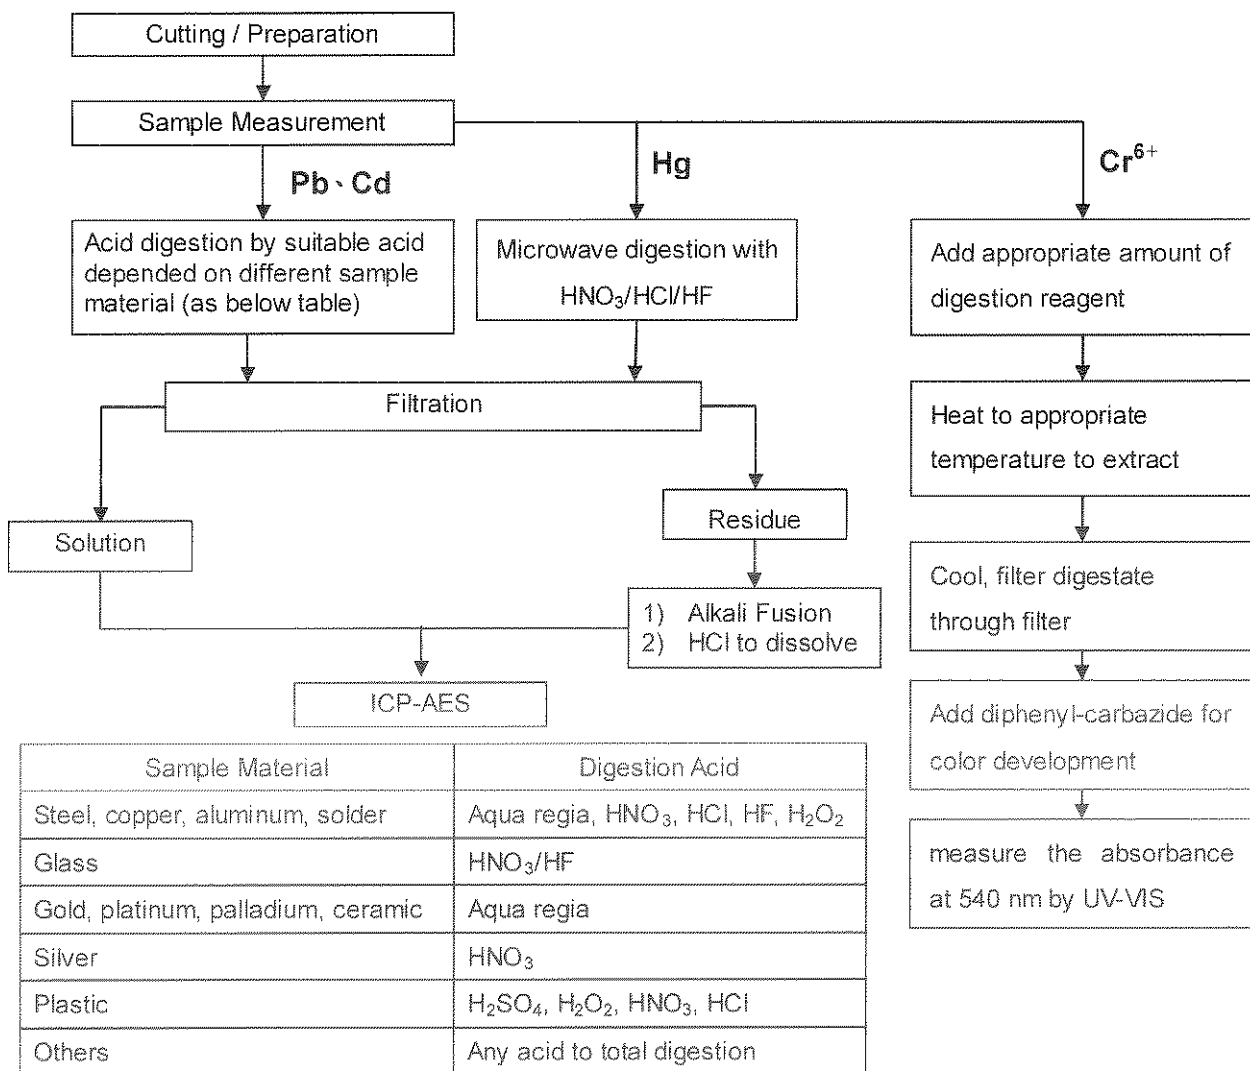 Cutting / Preparation
Sample Measurement
Pb、Cd
Hg
Cr⁶⁺
Acid digestion by suitable acid
depended on different sample
material (as below table)
Microwave digestion with
HNO₃/HCl/HF
Add appropriate amount of
digestion reagent
Filtration
Heat to appropriate
temperature to extract
Solution
Residue
Cool, filter digestate
through filter
1) Alkali Fusion
2) HCl to dissolve
ICP-AES
Add diphenyl-carbazide for
color development
measure the absorbance
at 540 nm by UV-VIS
Sample Material Digestion Acid
Steel, copper, aluminum, solder Aqua regia, HNO₃, HCl, HF, H₂O₂
Glass HNO₃/HF
Gold, platinum, palladium, ceramic Aqua regia
Silver HNO₃
Plastic H₂SO₄, H₂O₂, HNO₃, HCl
Others Any acid to total digestion